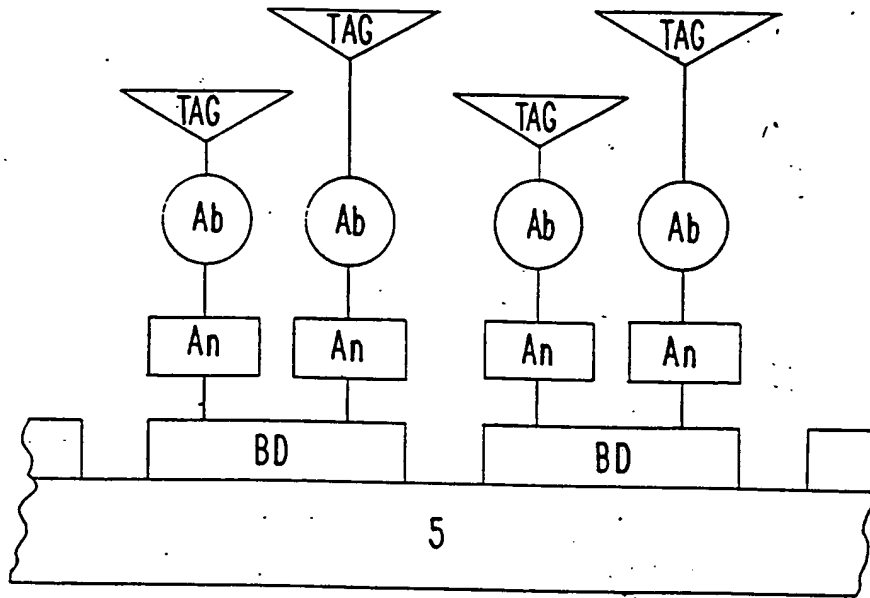 TAG TAG
TAG TAG
Ab Ab Ab Ab
An An An An
BD BD
5